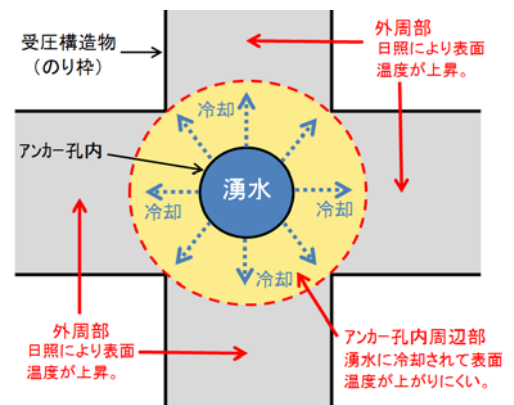 受圧構造物
（のり枠）
外周部
日照により表面
温度が上昇。
冷却
アンカー孔内
湧水
冷却
冷却
冷却
外周部
日照により表面
温度が上昇。
アンカー孔内周辺部
湧水に冷却されて表面
温度が上がりにくい。